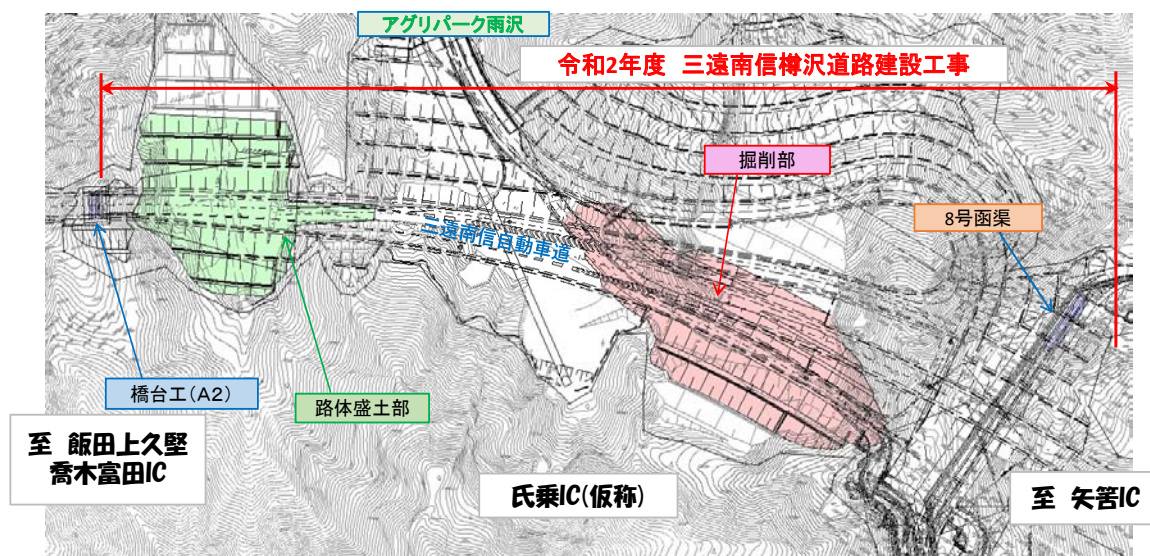 アグリパーク雨沢
令和2年度 三遠南信樽沢道路建設工事
掘削部
8号函渠
三遠南信自動車道
橋台工(A2)
路体盛土部
至 飯田上久堅
喬木富田IC
氏乗IC(仮称)
至 矢筈IC